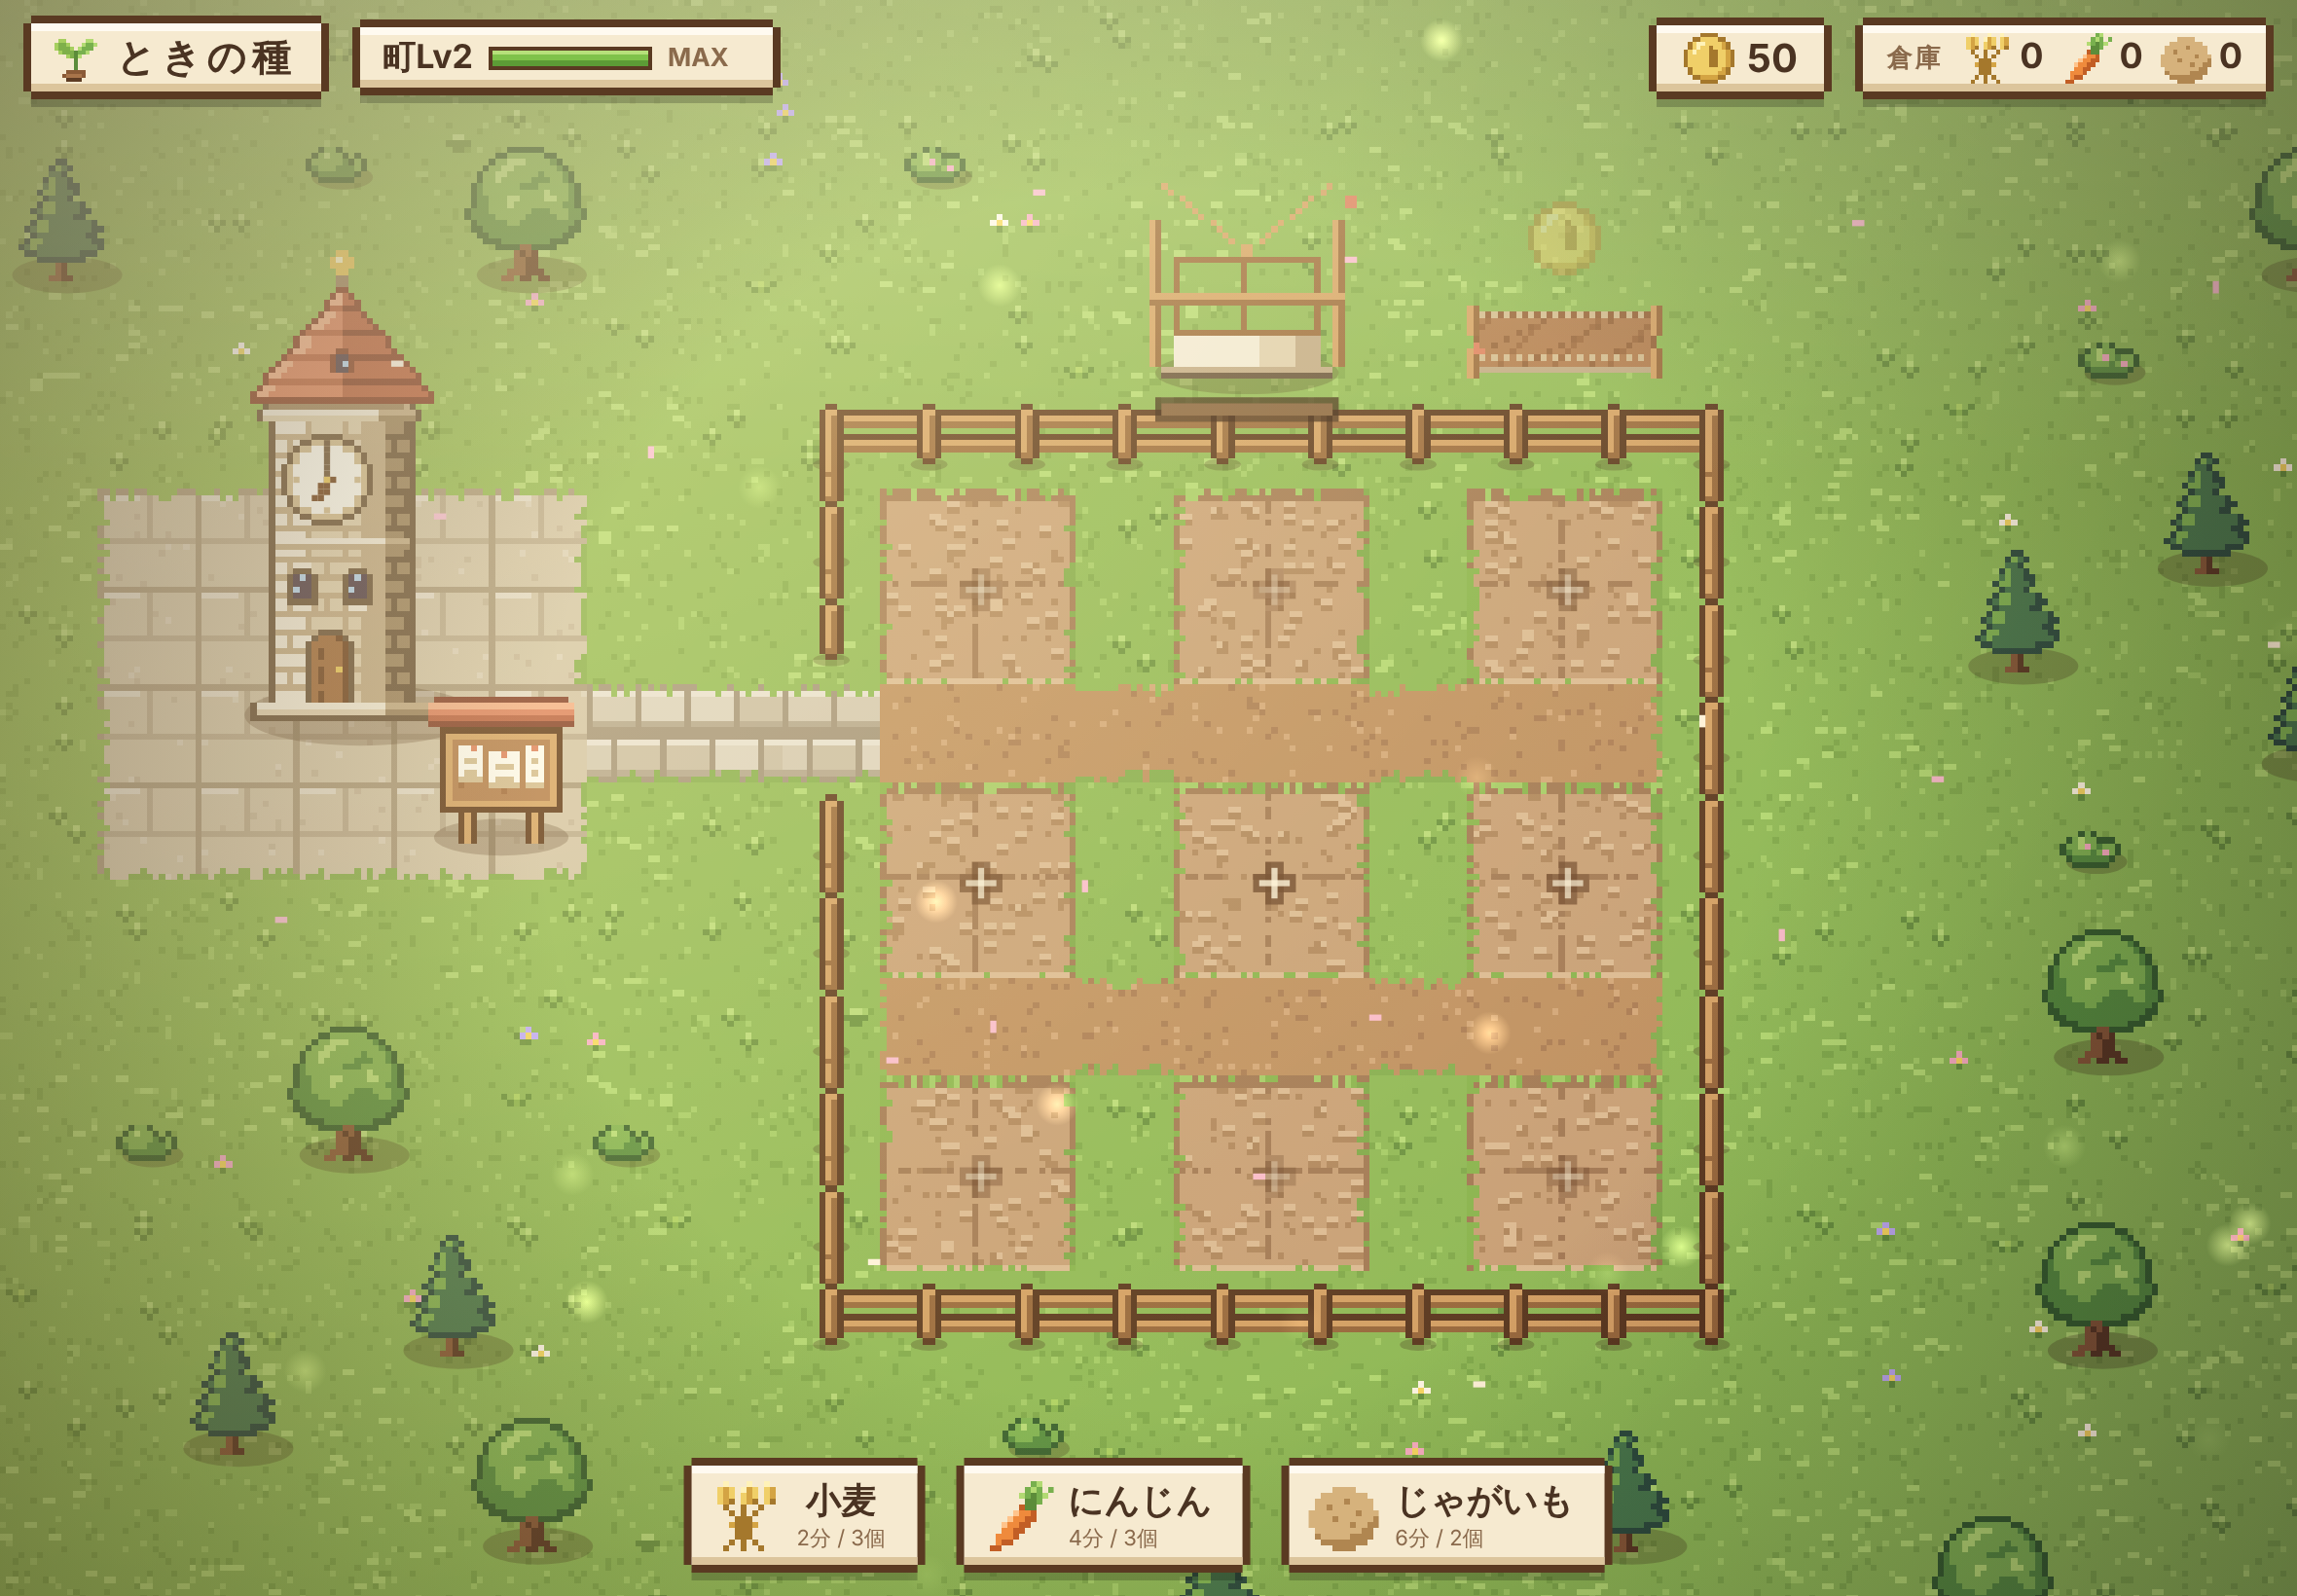 ときの種
町Lv2 MAX
50
倉庫 0 0 0
小麦
2分 / 3個
にんじん
4分 / 3個
じゃがいも
6分 / 2個